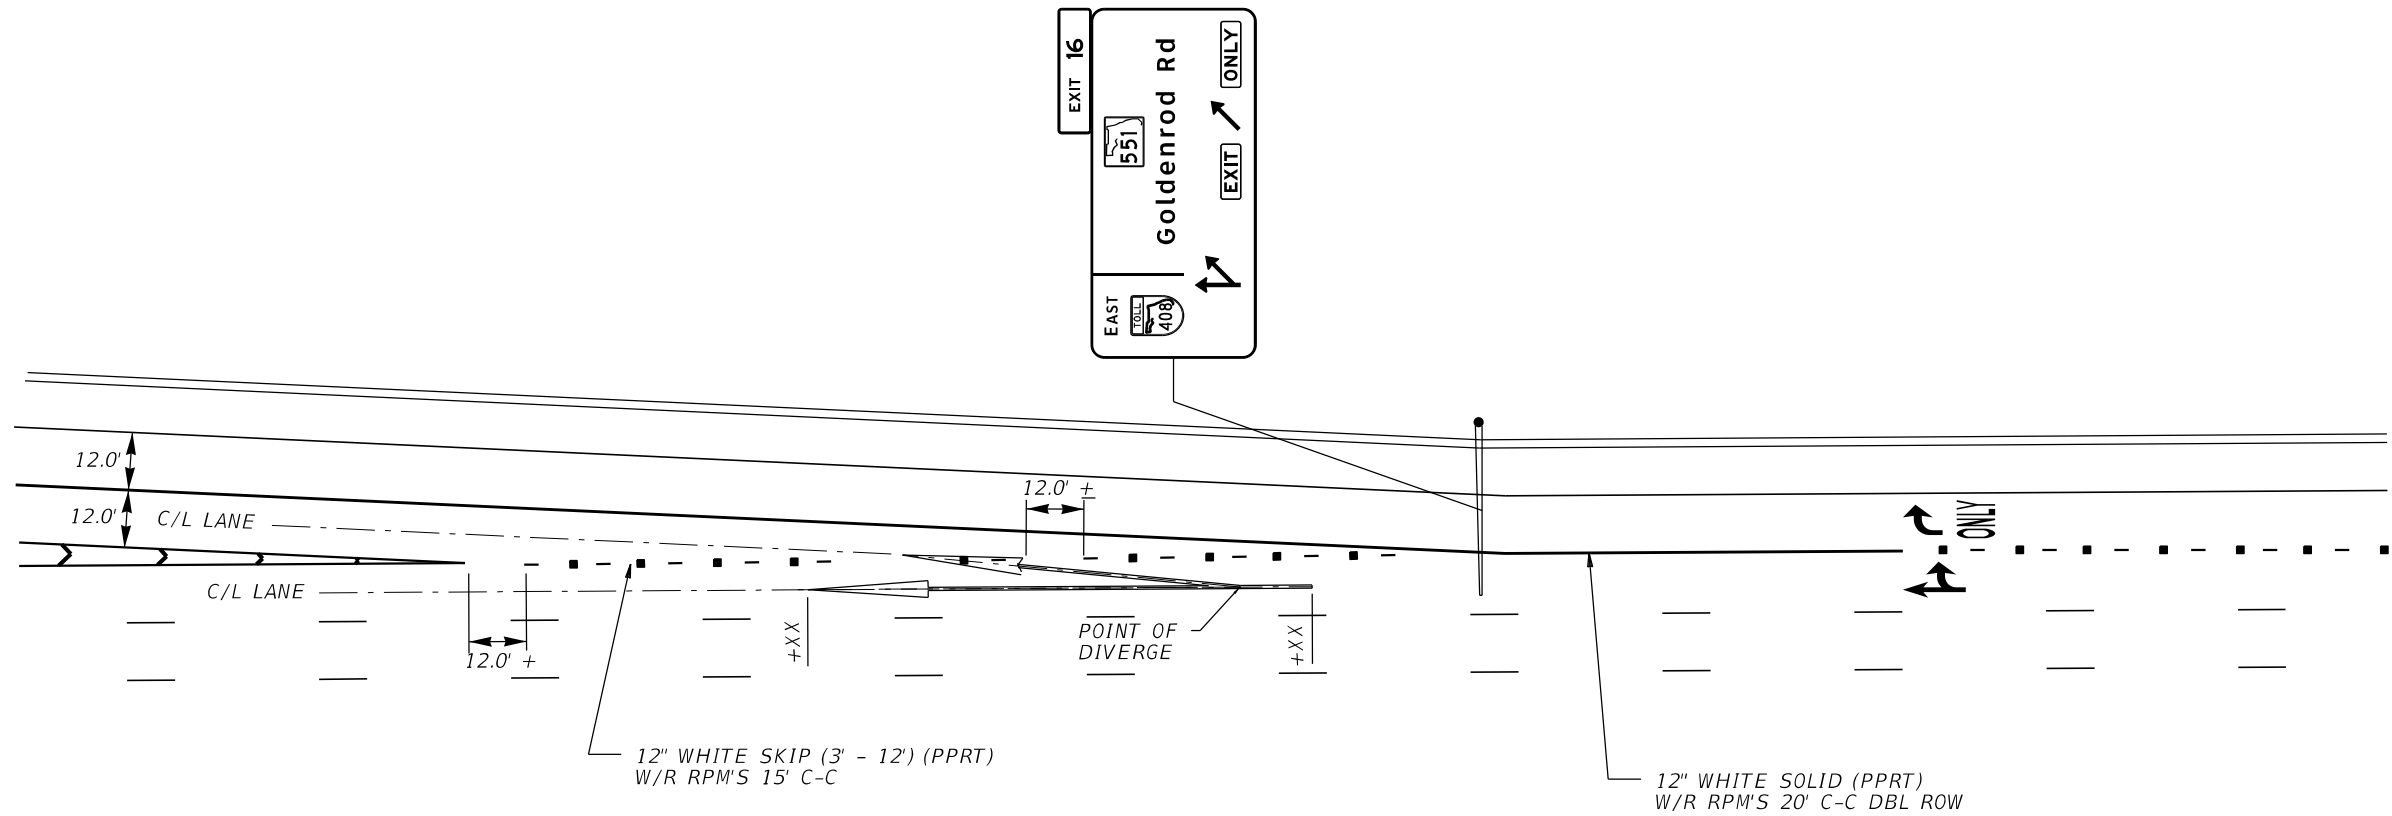 EXIT 16
551
Goldenrod Rd
EXIT ONLY
EAST
TOLL
408
12.0'
12.0'
C/L LANE
C/L LANE
12.0' +
12.0' +
ONLY
+XX
+XX
POINT OF
DIVERGE
12" WHITE SKIP (3' – 12') (PPRT)
W/R RPM'S 15' C–C
12" WHITE SOLID (PPRT)
W/R RPM'S 20' C–C DBL ROW